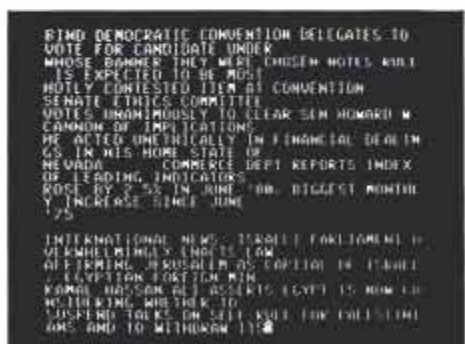 BIND DEMOCRATIC CONVENTION DELEGATES TO
VOTE FOR CANDIDATE UNDER
WHOSE BANNER THEY WERE CHOSEN NOTES RULE
IS EXPECTED TO BE MOST
HOTLY CONTESTED ITEM AT CONVENTION
SENATE ETHICS COMMITTEE
VOTES UNANIMOUSLY TO CLEAR SEN HOWARD W
CANNON OF IMPLICATIONS
HE ACTED UNETHICALLY IN FINANCIAL DEALIN
GS IN HIS HOME STATE OF
NEVADA COMMERCE DEPT REPORTS INDEX
OF LEADING INDICATORS
ROSE BY 2.5% IN JUNE '80, BIGGEST MONTHL
Y INCREASE SINCE JUNE
'75
INTERNATIONAL NEWS: ISRAELI PARLIAMENT O
VERWHELMINGLY ENACTS LAW
AFFIRMING JERUSALEM AS CAPITAL OF ISRAEL
EGYPTIAN FOREIGN MIN
KAMAL HASSAN ALI ASSERTS EGYPT IS NOW CO
NSIDERING WHETHER TO
SUSPEND TALKS ON SELF RULE FOR PALESTINI
ANS AND TO WITHDRAW ITS